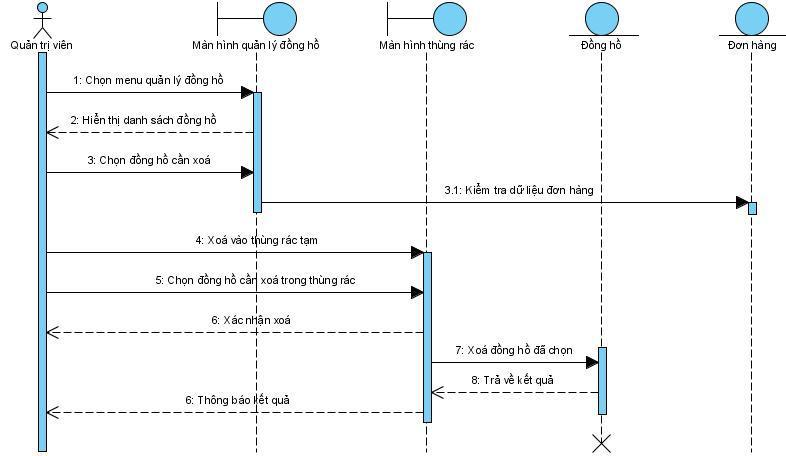 Quản trị viên
Màn hình quản lý đồng hồ
Màn hình thùng rác
Đồng hồ
Đơn hàng
1: Chọn menu quản lý đồng hồ
2: Hiển thị danh sách đồng hồ
3: Chọn đồng hồ cần xoá
3.1: Kiểm tra dữ liệu đơn hàng
4: Xoá vào thùng rác tạm
5: Chọn đồng hồ cần xoá trong thùng rác
6: Xác nhận xoá
7: Xoá đồng hồ đã chọn
8: Trả về kết quả
6: Thông báo kết quả